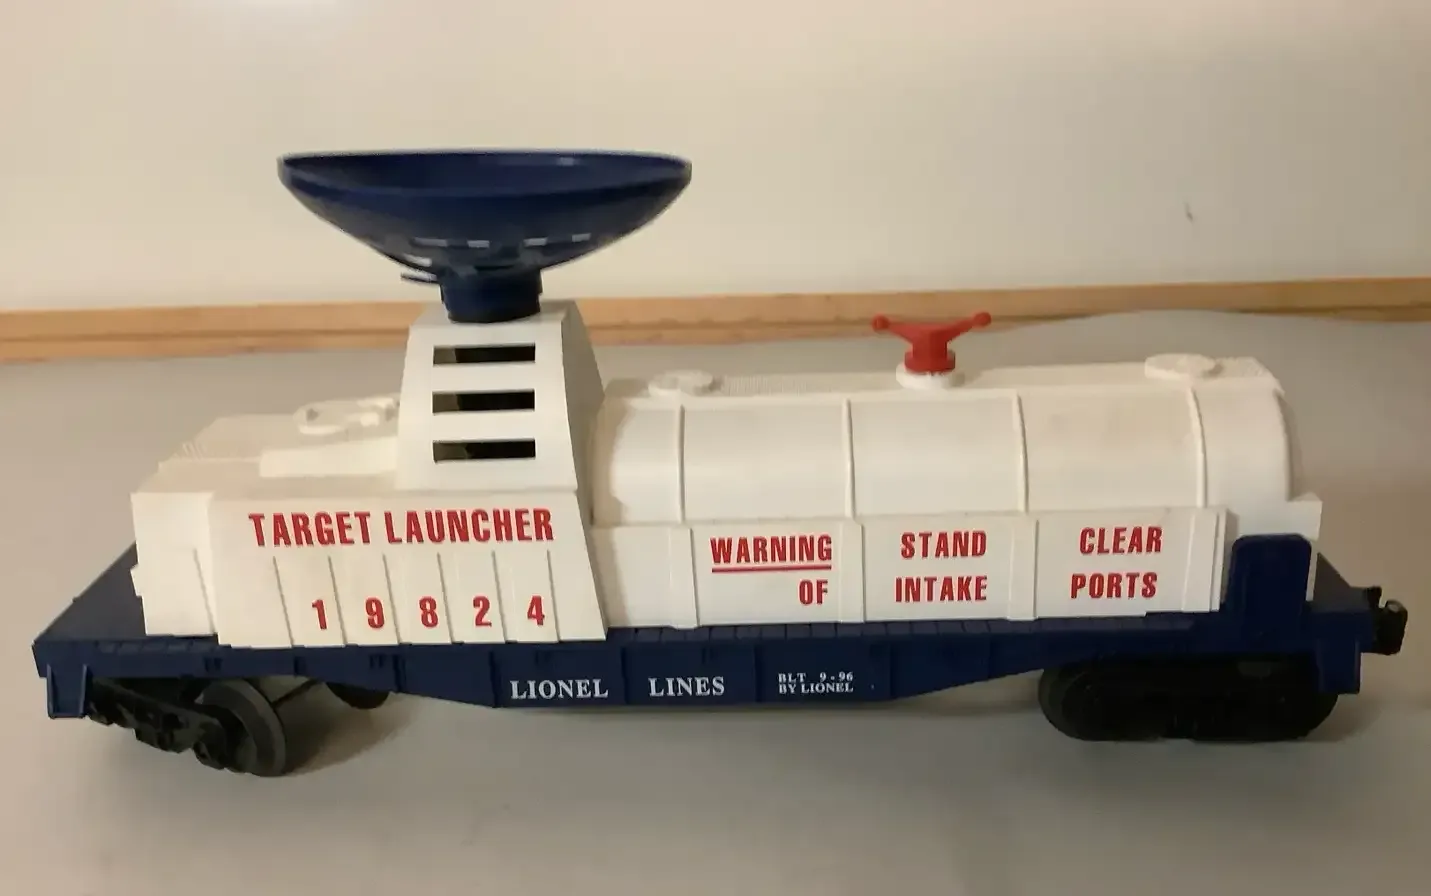 TARGET LAUNCHER
1 9 8 2 4
WARNING STAND CLEAR
OF INTAKE PORTS
LIONEL LINES
BLT 9-96
BY LIONEL